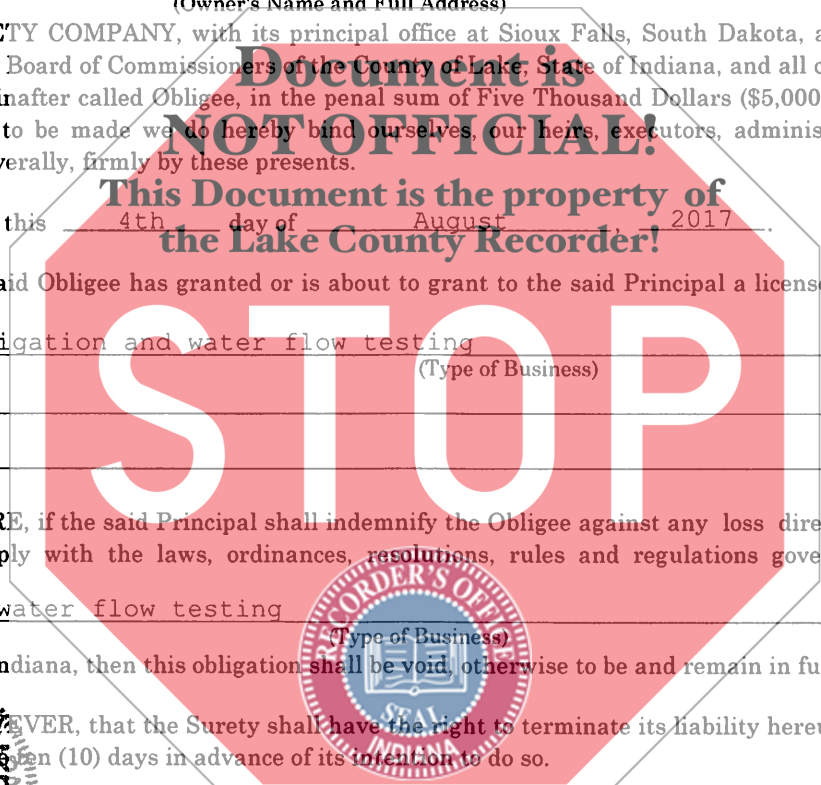 (Owner's Name and Full Address)
TY COMPANY, with its principal office at Sioux Falls, South Dakota, a
Board of Commissioners of the County of Lake, State of Indiana, and all
Document is
inafter called Obligee, in the penal sum of Five Thousand Dollars ($5,000
to be made we do hereby bind ourselves, our heirs, executors, adminis
NOT OFFICIAL!
verally, firmly by these presents.
This Document is the property of
this 4th day of August, 2017.
the Lake County Recorder!
aid Obligee has granted or is about to grant to the said Principal a license
STOP
igation and water flow testing
(Type of Business)
RE, if the said Principal shall indemnify the Obligee against any loss dire
ply with the laws, ordinances, resolutions, rules and regulations gove
RECORDER'S OFFICE
water flow testing
(Type of Business)
ndiana, then this obligation shall be void, otherwise to be and remain in fu
SEAL
EVER, that the Surety shall have the right to terminate its liability hereu
INDIANA
ten (10) days in advance of its intention to do so.